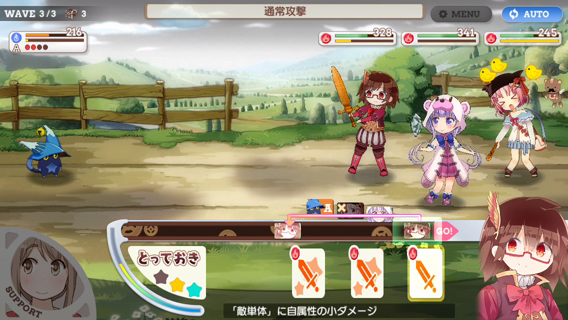 WAVE 3/3 3
通常攻撃
MENU
AUTO
216
A
328
341
245
A
GO!
とっておき
SUPPORT
「敵単体」に自属性の小ダメージ